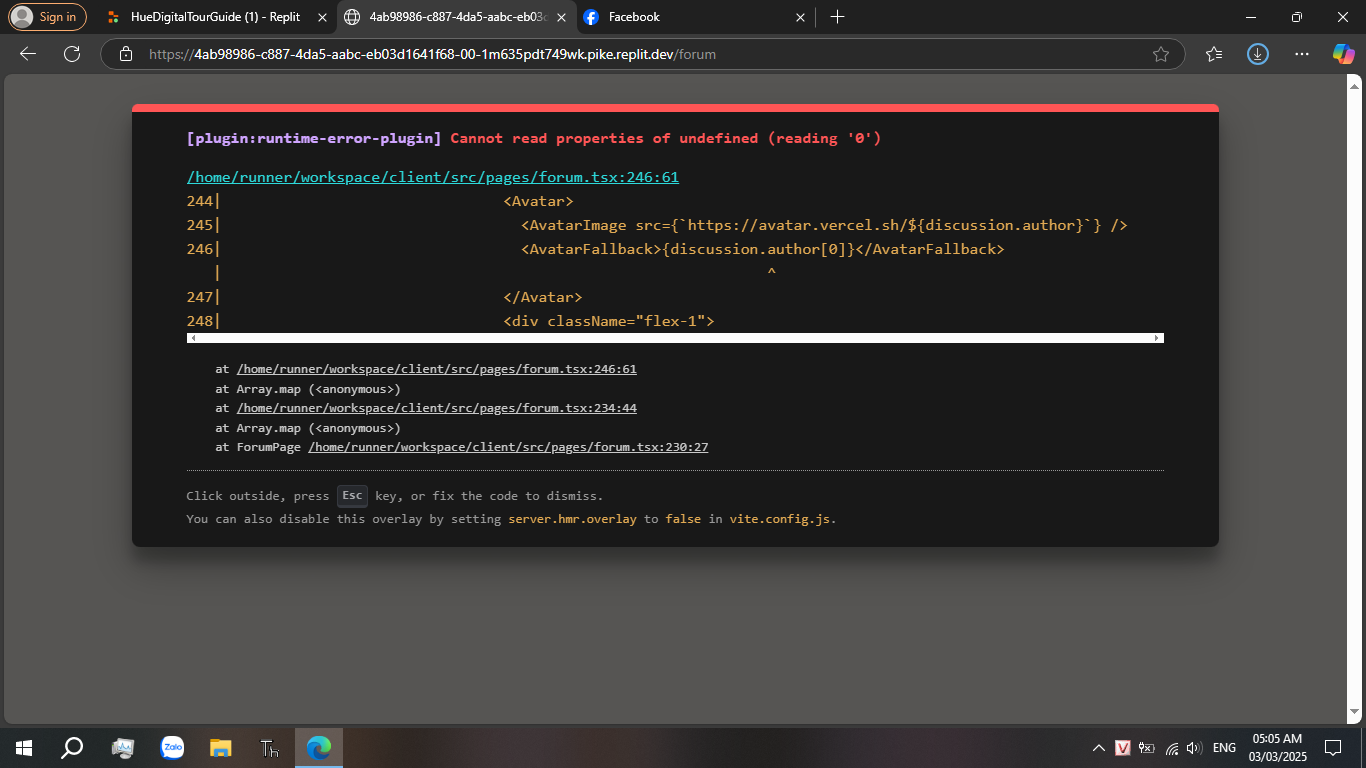 Sign in
HueDigitalTourGuide (1) - Replit
4ab98986-c887-4da5-aabc-eb03d
Facebook
https://4ab98986-c887-4da5-aabc-eb03d1641f68-00-1m635pdt749wk.pike.replit.dev/forum
[plugin:runtime-error-plugin] Cannot read properties of undefined (reading '0')
/home/runner/workspace/client/src/pages/forum.tsx:246:61
244| <Avatar>
245| <AvatarImage src={`https://avatar.vercel.sh/${discussion.author}`} />
246| <AvatarFallback>{discussion.author[0]}</AvatarFallback>
| ^
247| </Avatar>
248| <div className="flex-1">
at /home/runner/workspace/client/src/pages/forum.tsx:246:61
at Array.map (<anonymous>)
at /home/runner/workspace/client/src/pages/forum.tsx:234:44
at Array.map (<anonymous>)
at ForumPage /home/runner/workspace/client/src/pages/forum.tsx:230:27
Click outside, press Esc key, or fix the code to dismiss.
You can also disable this overlay by setting server.hmr.overlay to false in vite.config.js.
Zalo
Th
V
ENG
05:05 AM
03/03/2025